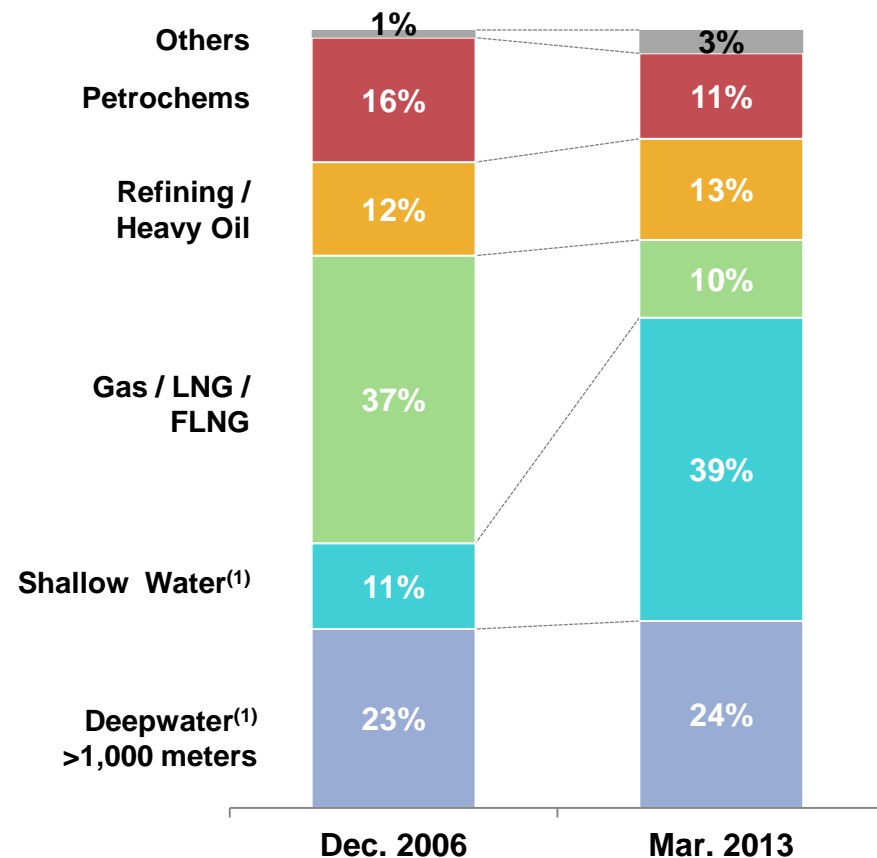 Others
1%
3%
Petrochems
16%
11%
Refining /
Heavy Oil
12%
13%
Gas / LNG /
FLNG
37%
10%
Shallow Water(1)
11%
39%
Deepwater(1)
>1,000 meters
23%
24%
Dec. 2006
Mar. 2013